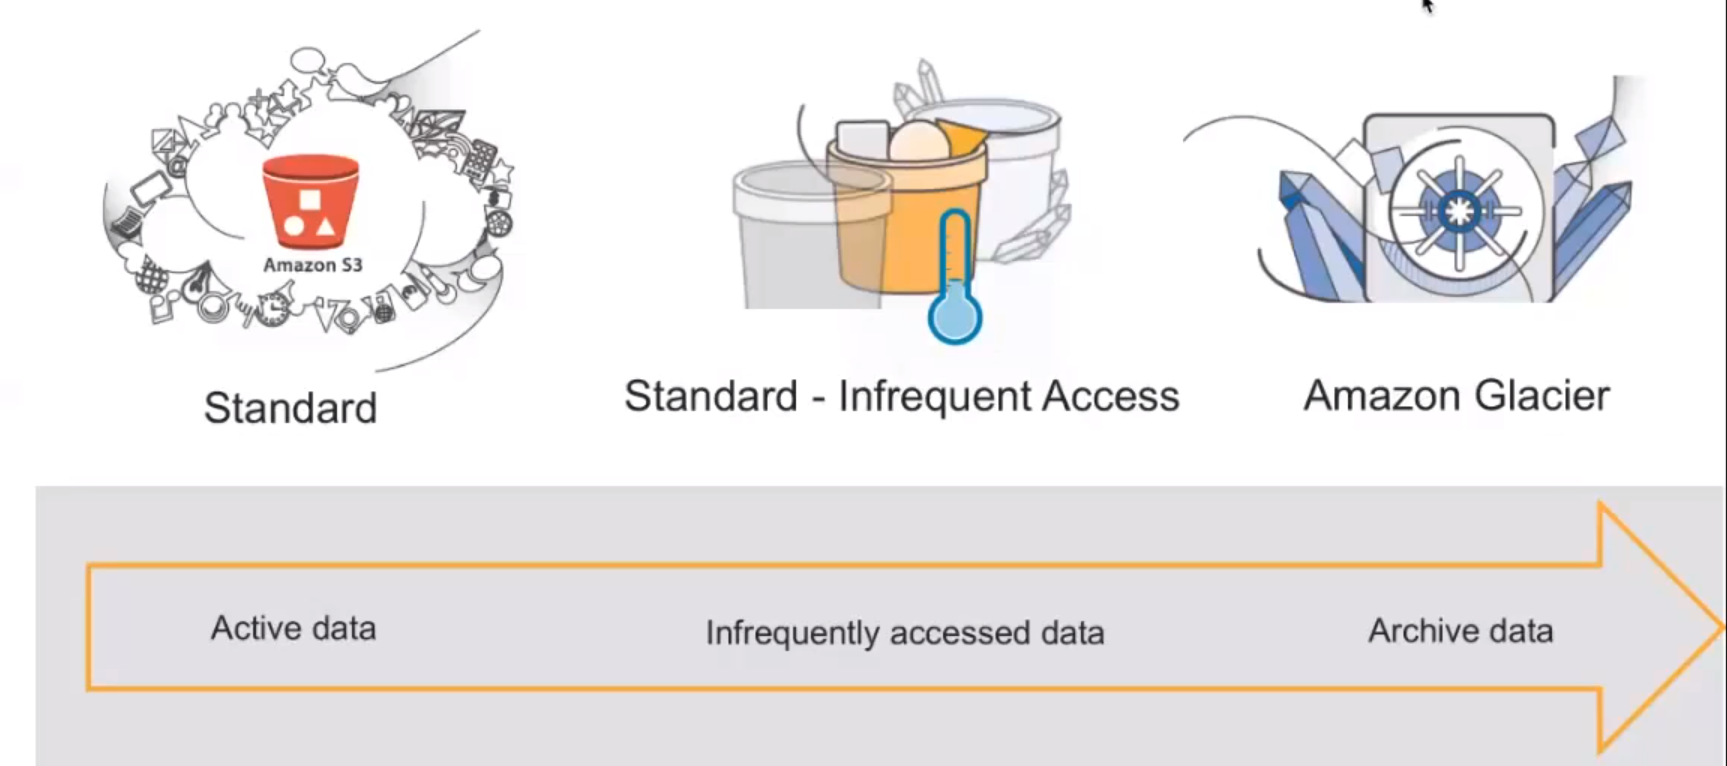 Amazon S3
Standard
Standard - Infrequent Access
Amazon Glacier
Active data
Infrequently accessed data
Archive data